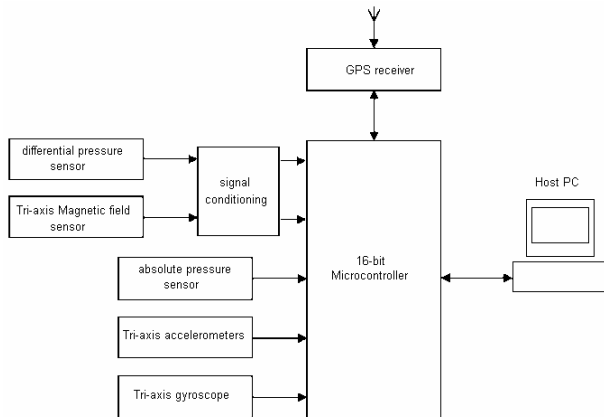 GPS receiver
differential pressure
sensor
signal
conditioning
Tri-axis Magnetic field
sensor
Host PC
absolute pressure
sensor
16-bit
Microcontroller
Tri-axis accelerometers
Tri-axis gyroscope